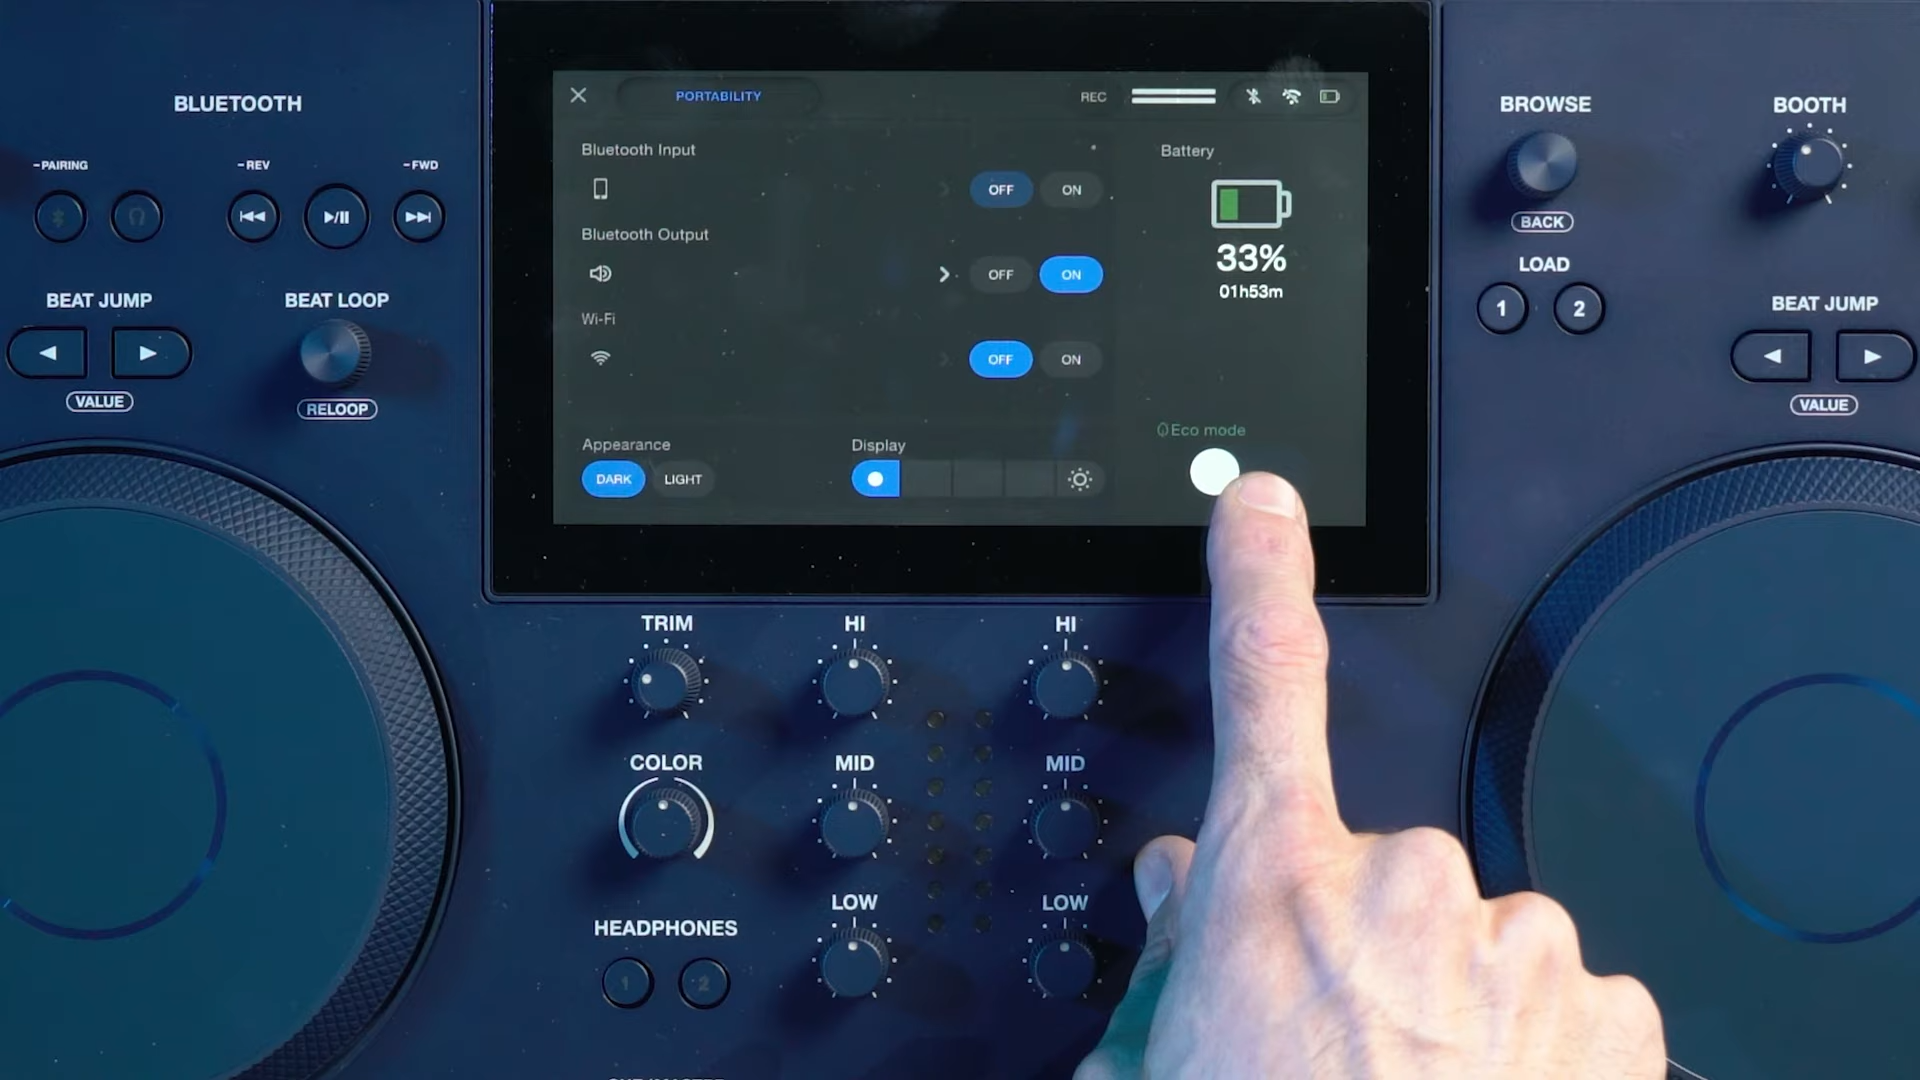 BLUETOOTH
PAIRING
REV
FWD
BEAT JUMP
BEAT LOOP
VALUE
RELOOP
PORTABILITY
REC
Bluetooth Input
OFF
ON
Bluetooth Output
OFF
ON
Wi-Fi
OFF
ON
Battery
33%
01h53m
Appearance
DARK
LIGHT
Display
Eco mode
BROWSE
BACK
LOAD
1
2
BOOTH
BEAT JUMP
VALUE
TRIM
HI
HI
COLOR
MID
MID
HEADPHONES
1
2
LOW
LOW